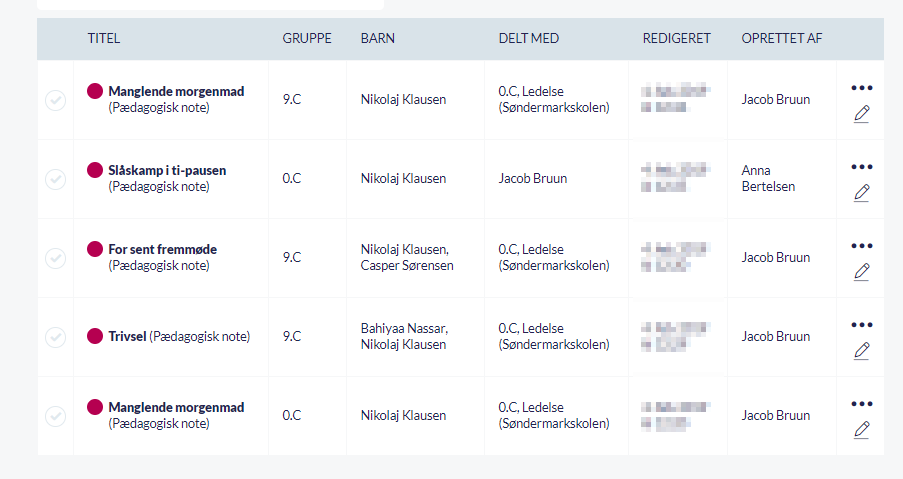 TITEL GRUPPE BARN DELT MED REDIGERET OPRETTET AF
Manglende morgenmad
(Pædagogisk note)
9.C
Nikolaj Klausen
0.C, Ledelse
(Søndermarkskolen)
Jacob Bruun
Slåskamp i ti-pausen
(Pædagogisk note)
0.C
Nikolaj Klausen
Jacob Bruun
Anna
Bertelsen
For sent fremmøde
(Pædagogisk note)
9.C
Nikolaj Klausen,
Casper Sørensen
0.C, Ledelse
(Søndermarkskolen)
Jacob Bruun
Trivsel (Pædagogisk note)
9.C
Bahiyaa Nassar,
Nikolaj Klausen
0.C, Ledelse
(Søndermarkskolen)
Jacob Bruun
Manglende morgenmad
(Pædagogisk note)
0.C
Nikolaj Klausen
0.C, Ledelse
(Søndermarkskolen)
Jacob Bruun